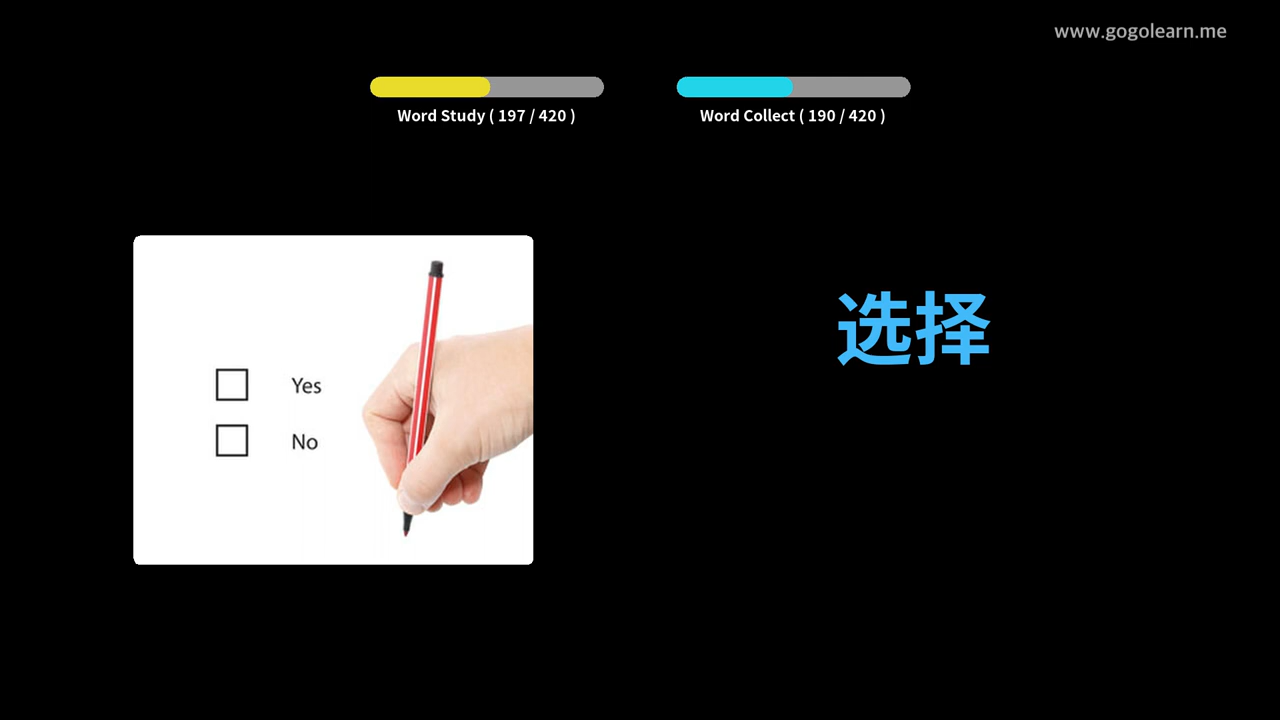 www.gogolearn.me
Word Study ( 197 / 420 )
Word Collect ( 190 / 420 )
选择
Yes
No